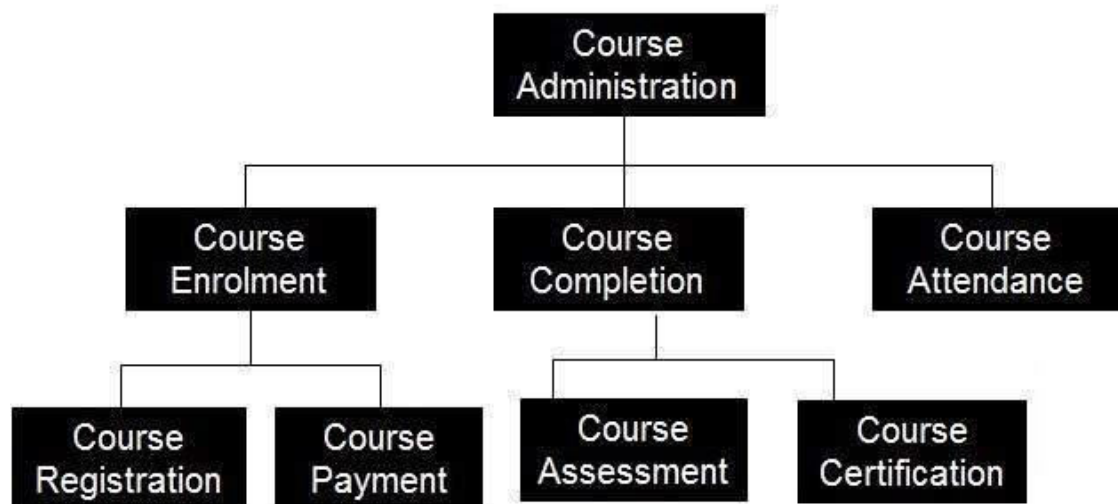 Course
Administration
Course
Enrolment
Course
Completion
Course
Attendance
Course
Registration
Course
Payment
Course
Assessment
Course
Certification